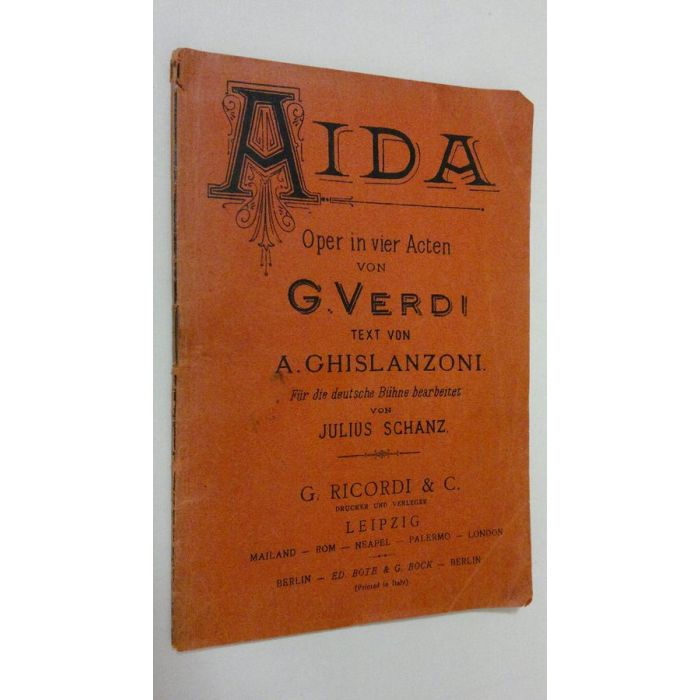 AIDA
Oper in vier Acten
VON
G. VERDI
TEXT VON
A. GHISLANZONI.
Für die deutsche Bühne bearbeitet
VON
JULIUS SCHANZ.
G. RICORDI & C.
DRUCKER UND VERLEGER
LEIPZIG
MAILAND — ROM — NEAPEL — PALERMO — LONDON
BERLIN — ED. BOTE & G. BOCK — BERLIN
(Printed in Italy)